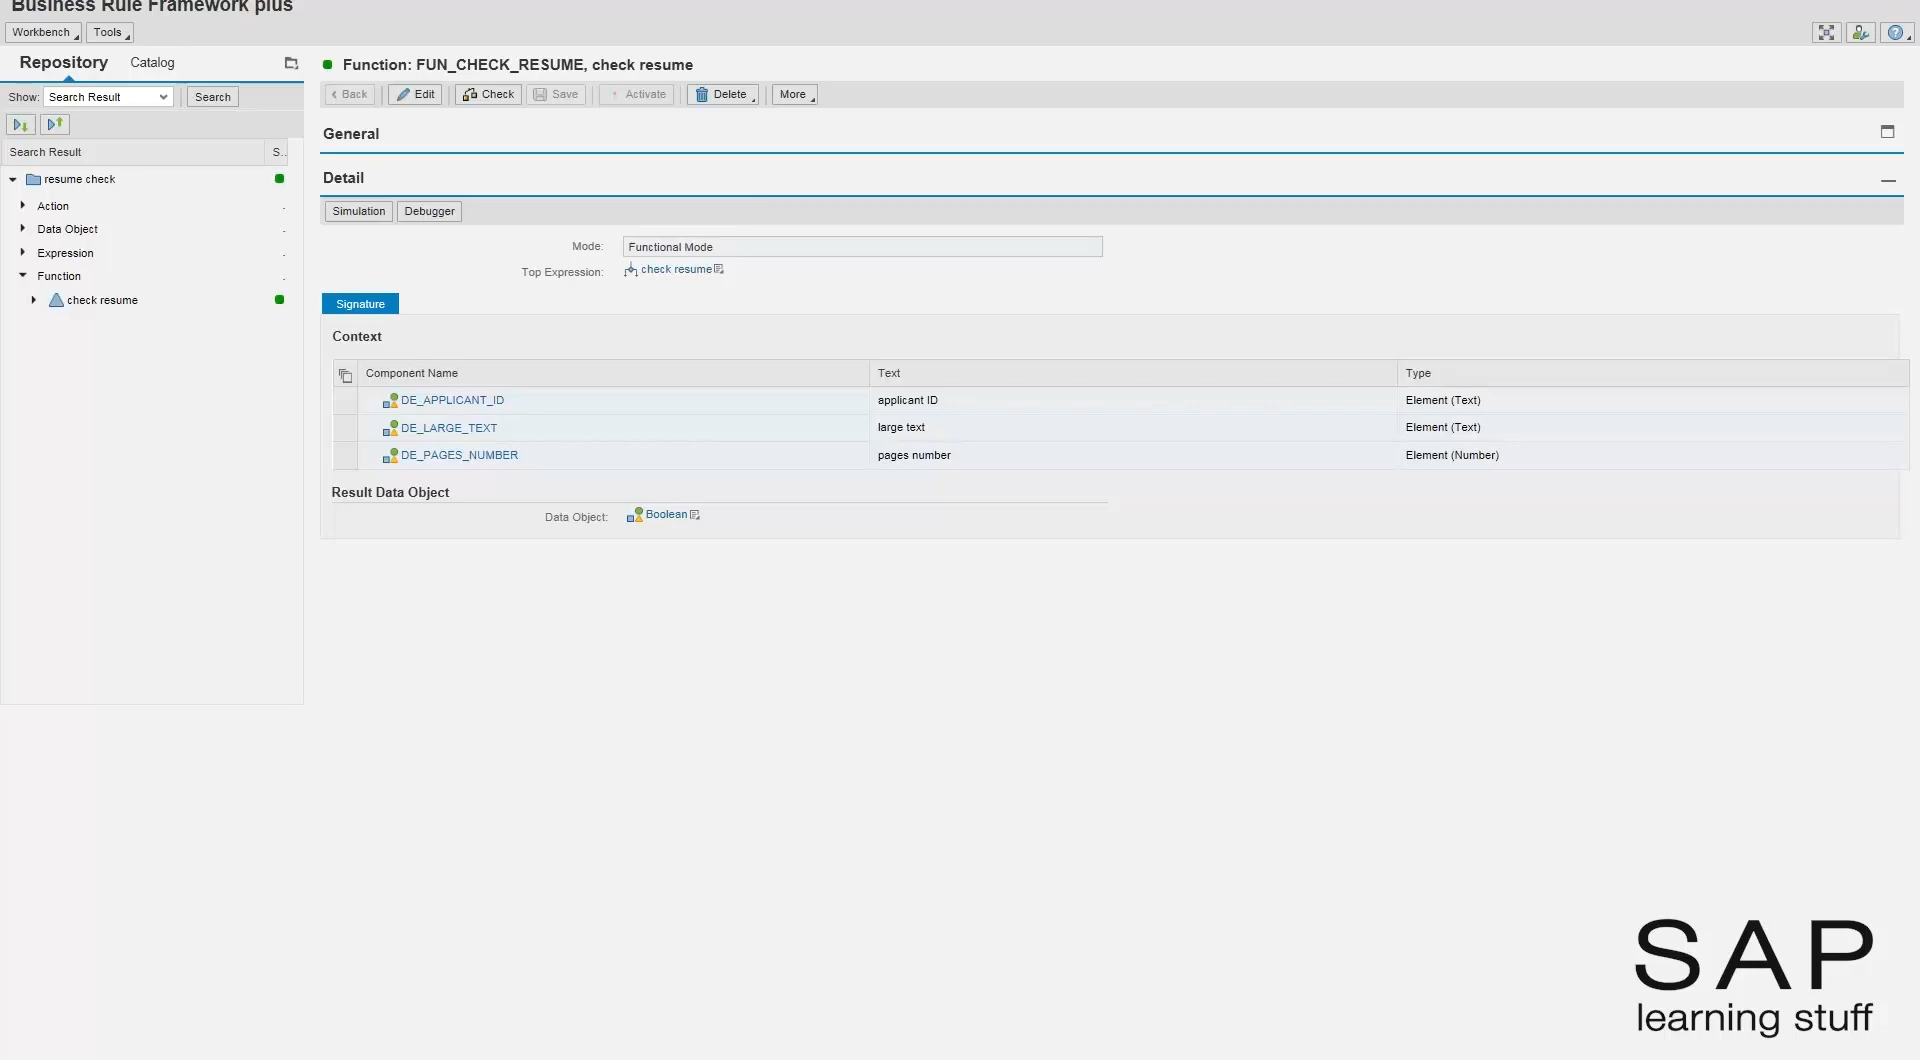 Business Rule Framework plus
Workbench Tools
Repository Catalog
Show: Search Result Search
Search Result S..
resume check
Action
Data Object
Expression
Function
check resume
Function: FUN_CHECK_RESUME, check resume
Back Edit Check Save Activate Delete More
General
Detail
Simulation Debugger
Mode: Functional Mode
Top Expression: check resume
Signature
Context
Component Name Text Type
DE_APPLICANT_ID applicant ID Element (Text)
DE_LARGE_TEXT large text Element (Text)
DE_PAGES_NUMBER pages number Element (Number)
Result Data Object
Data Object: Boolean
SAP
learning stuff